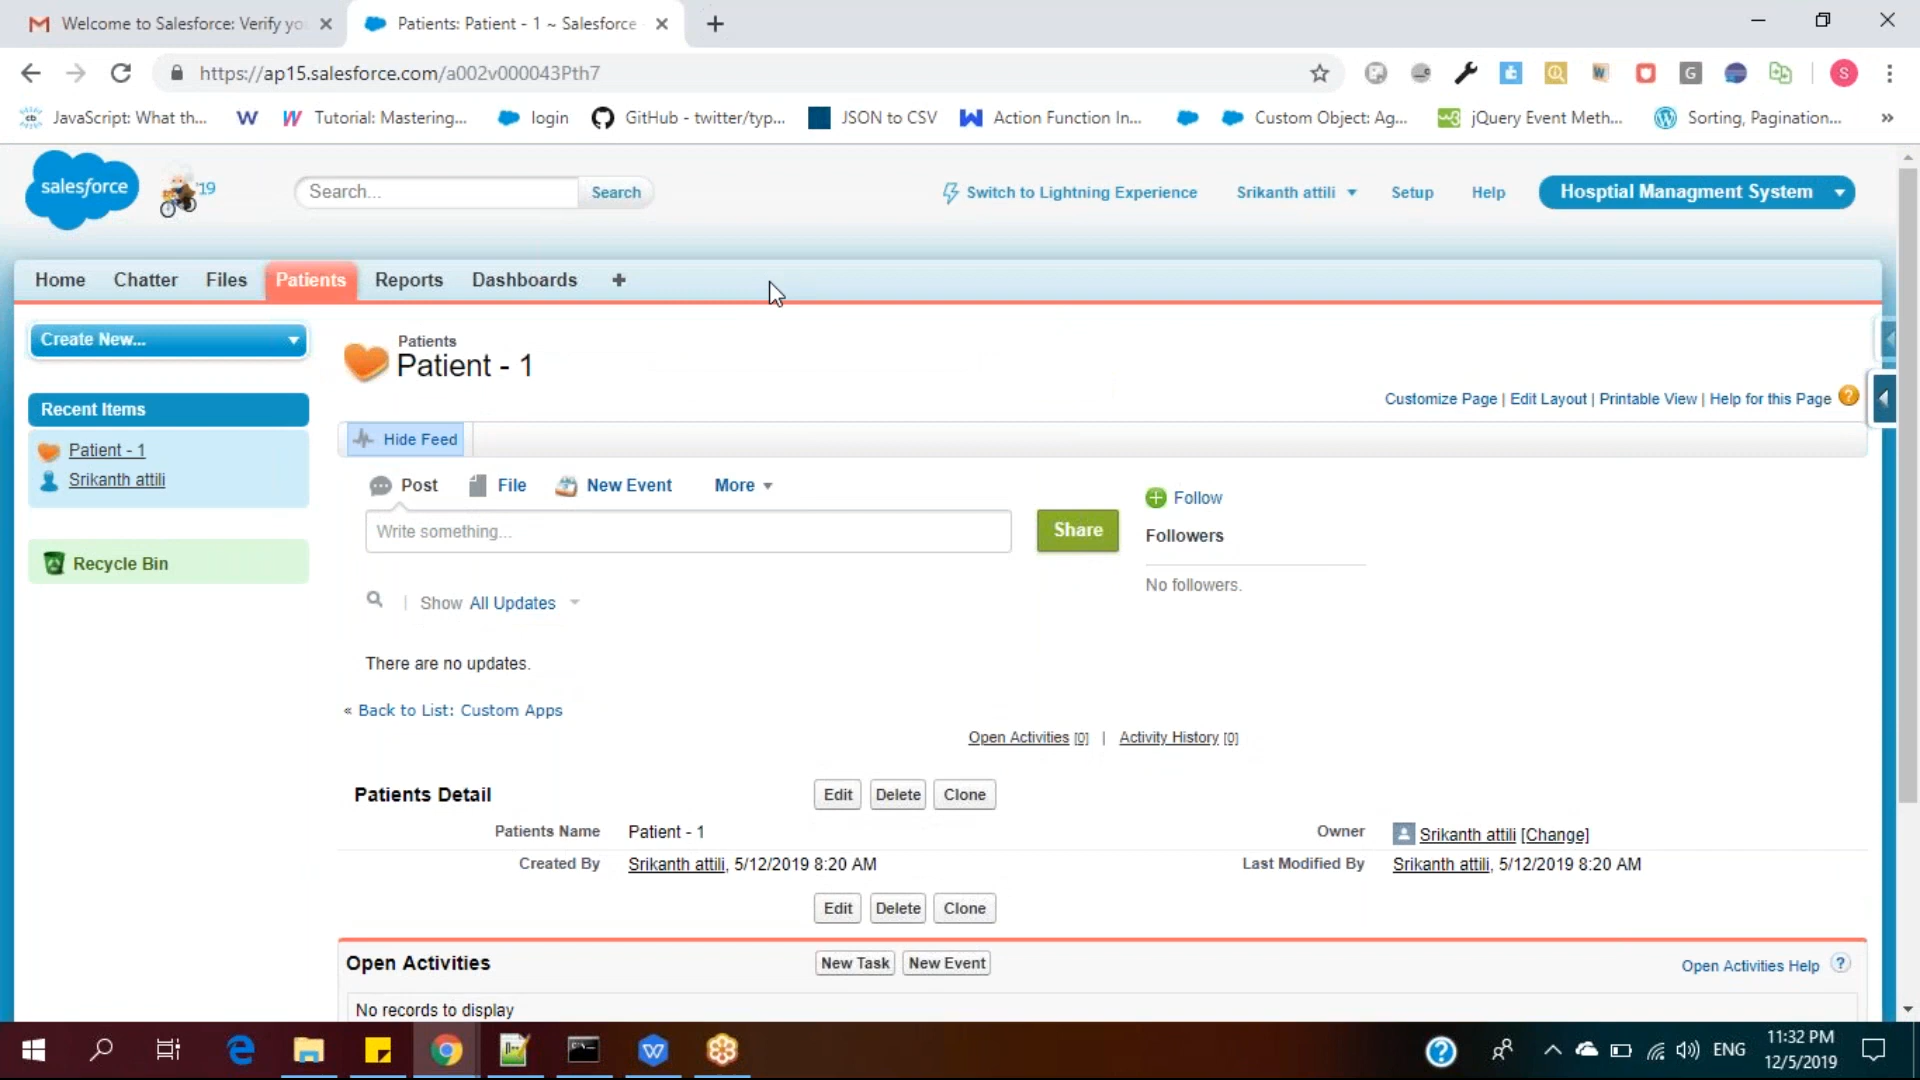 Welcome to Salesforce: Verify yo
Patients: Patient - 1 ~ Salesforce
https://ap15.salesforce.com/a002v000043Pth7
S
JavaScript: What th...
Tutorial: Mastering...
login
GitHub - twitter/typ...
JSON to CSV
Action Function In...
Custom Object: Ag...
jQuery Event Meth...
Sorting, Pagination...
»
salesforce
'19
Search...
Search
Switch to Lightning Experience
Srikanth attili
Setup
Help
Hosptial Managment System
Home
Chatter
Files
Patients
Reports
Dashboards
Create New...
Patients
Patient - 1
Customize Page | Edit Layout | Printable View | Help for this Page
Recent Items
Patient - 1
Srikanth attili
Recycle Bin
Hide Feed
Post
File
New Event
More
Write something...
Share
Follow
Followers
No followers.
Show All Updates
There are no updates.
« Back to List: Custom Apps
Open Activities [0] | Activity History [0]
Patients Detail
Edit
Delete
Clone
Patients Name
Patient - 1
Owner
Srikanth attili [Change]
Created By
Srikanth attili, 5/12/2019 8:20 AM
Last Modified By
Srikanth attili, 5/12/2019 8:20 AM
Edit
Delete
Clone
Open Activities
New Task
New Event
Open Activities Help
No records to display
ENG
11:32 PM
12/5/2019